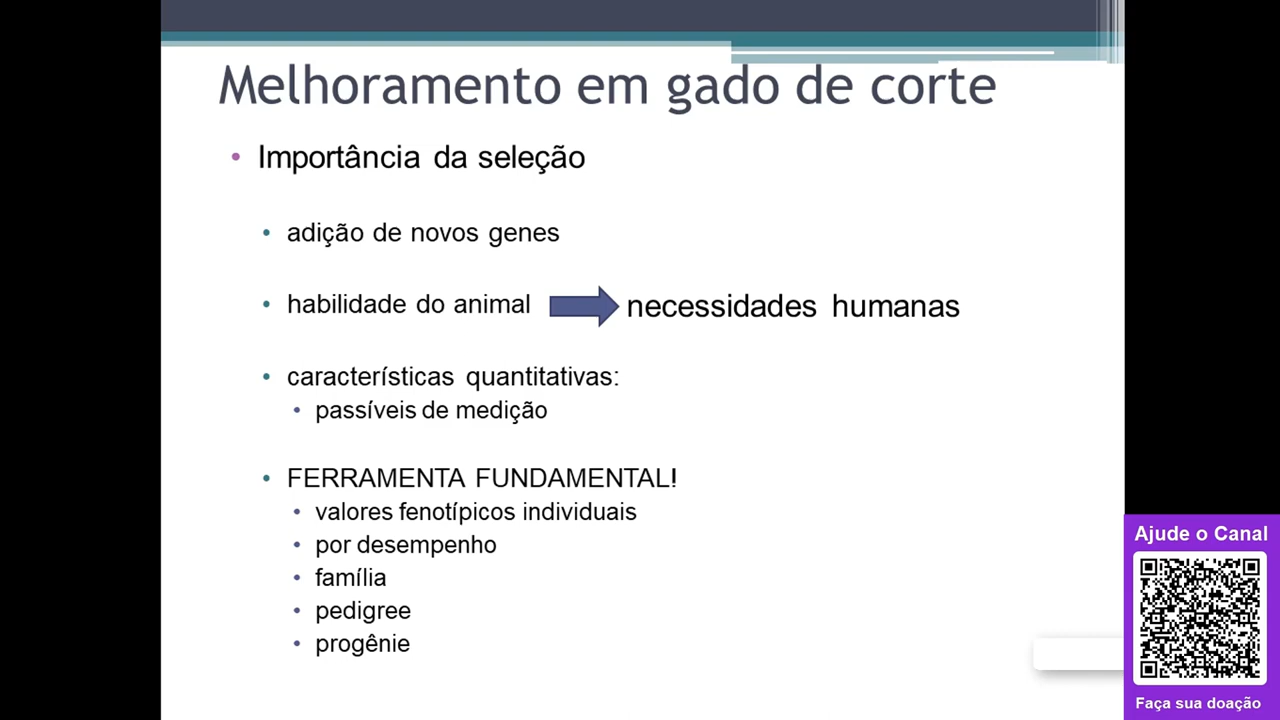 Melhoramento em gado de corte
• Importância da seleção
• adição de novos genes
• habilidade do animal necessidades humanas
• características quantitativas:
• passíveis de medição
• FERRAMENTA FUNDAMENTAL!
• valores fenotípicos individuais
• por desempenho
• família
• pedigree
• progênie
Ajude o Canal
Faça sua doação